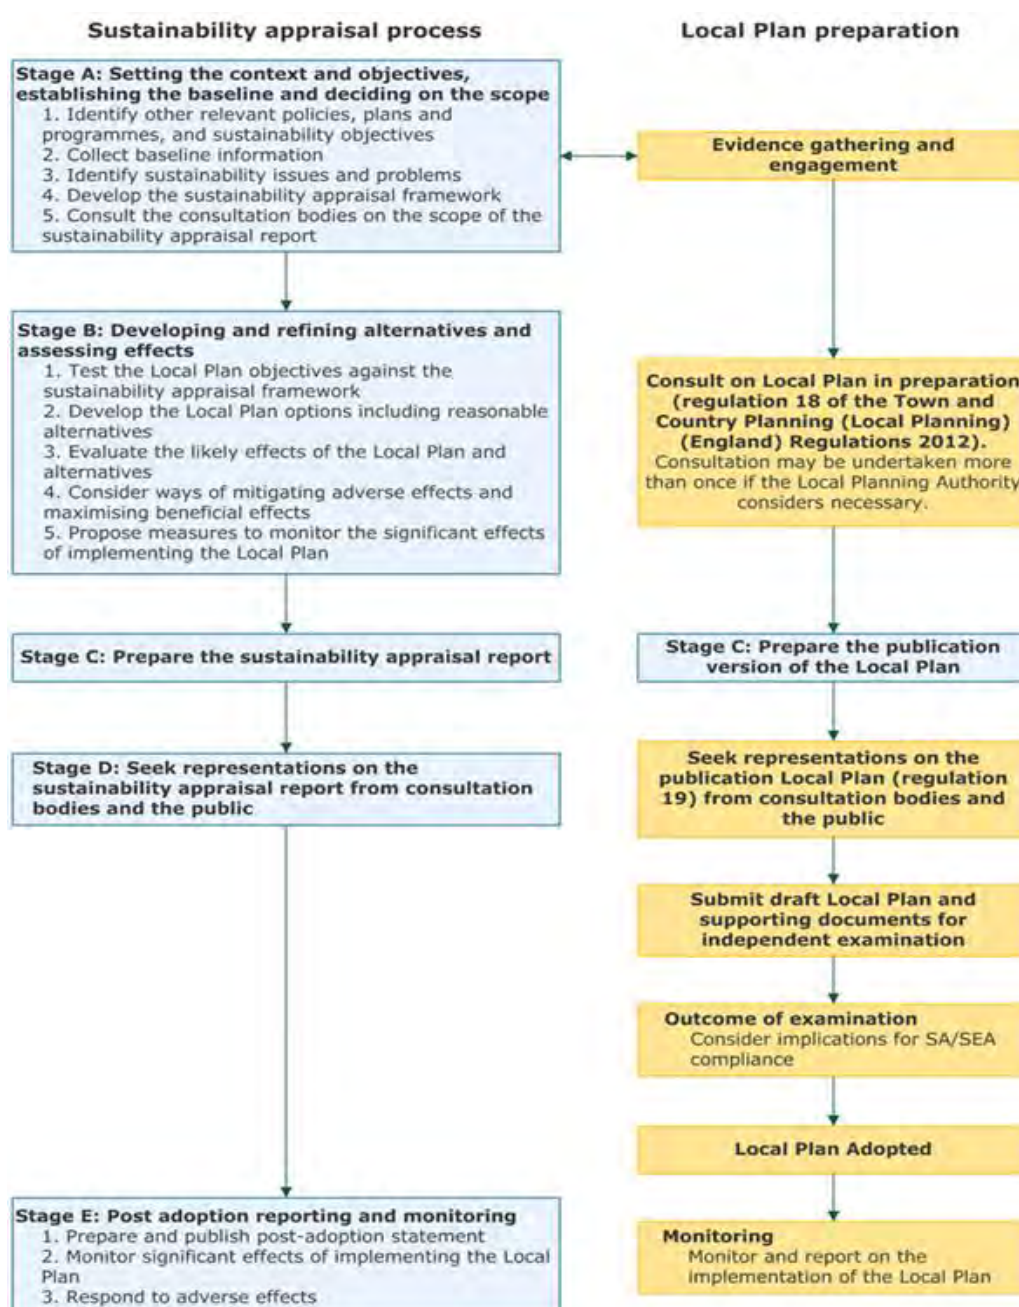 Sustainability appraisal process
Local Plan preparation
Stage A: Setting the context and objectives,
establishing the baseline and deciding on the scope
1. Identify other relevant policies, plans and
programmes, and sustainability objectives
2. Collect baseline information
3. Identify sustainability issues and problems
4. Develop the sustainability appraisal framework
5. Consult the consultation bodies on the scope of the
sustainability appraisal report
Evidence gathering and
engagement
Stage B: Developing and refining alternatives and
assessing effects
1. Test the Local Plan objectives against the
sustainability appraisal framework
2. Develop the Local Plan options including reasonable
alternatives
3. Evaluate the likely effects of the Local Plan and
alternatives
4. Consider ways of mitigating adverse effects and
maximising beneficial effects
5. Propose measures to monitor the significant effects
of implementing the Local Plan
Consult on Local Plan in preparation
(regulation 18 of the Town and
Country Planning (Local Planning)
(England) Regulations 2012).
Consultation may be undertaken more
than once if the Local Planning Authority
considers necessary.
Stage C: Prepare the sustainability appraisal report
Stage C: Prepare the publication
version of the Local Plan
Stage D: Seek representations on the
sustainability appraisal report from consultation
bodies and the public
Seek representations on the
publication Local Plan (regulation
19) from consultation bodies and
the public
Submit draft Local Plan and
supporting documents for
independent examination
Outcome of examination
Consider implications for SA/SEA
compliance
Local Plan Adopted
Stage E: Post adoption reporting and monitoring
1. Prepare and publish post-adoption statement
2. Monitor significant effects of implementing the Local
Plan
3. Respond to adverse effects
Monitoring
Monitor and report on the
implementation of the Local Plan